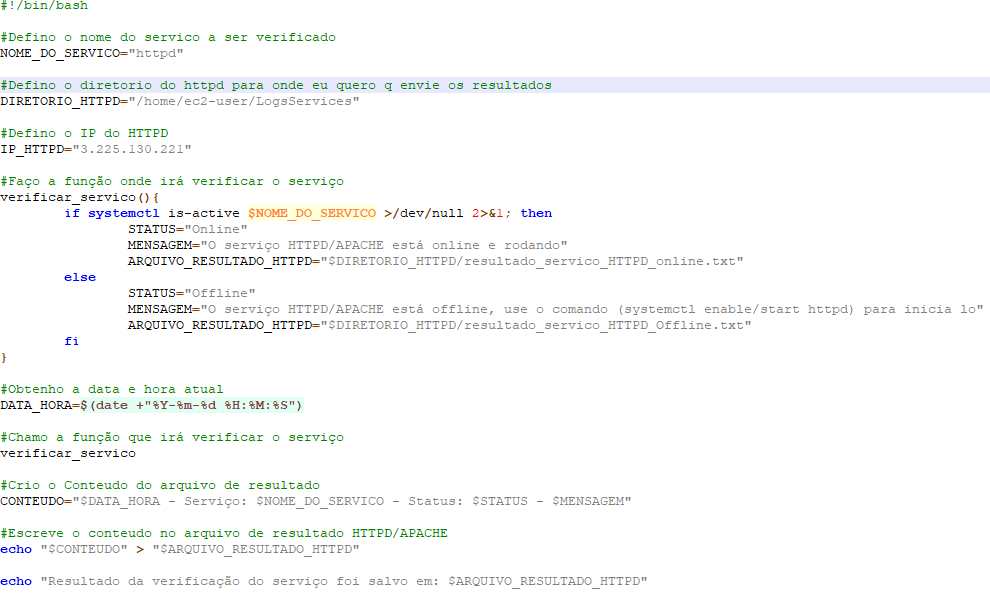 #!/bin/bash
#Defino o nome do servico a ser verificado
NOME_DO_SERVICO="httpd"
#Defino o diretorio do httpd para onde eu quero q envie os resultados
DIRETORIO_HTTPD="/home/ec2-user/LogsServices"
#Defino o IP do HTTPD
IP_HTTPD="3.225.130.221"
#Faço a função onde irá verificar o serviço
verificar_servico(){
if systemctl is-active $NOME_DO_SERVICO >/dev/null 2>&1; then
STATUS="Online"
MENSAGEM="O serviço HTTPD/APACHE está online e rodando"
ARQUIVO_RESULTADO_HTTPD="$DIRETORIO_HTTPD/resultado_servico_HTTPD_online.txt"
else
STATUS="Offline"
MENSAGEM="O serviço HTTPD/APACHE está offline, use o comando (systemctl enable/start httpd) para inicia lo"
ARQUIVO_RESULTADO_HTTPD="$DIRETORIO_HTTPD/resultado_servico_HTTPD_Offline.txt"
fi
}
#Obtenho a data e hora atual
DATA_HORA=$(date +"%Y-%m-%d %H:%M:%S")
#Chamo a função que irá verificar o serviço
verificar_servico
#Crio o Conteudo do arquivo de resultado
CONTEUDO="$DATA_HORA - Serviço: $NOME_DO_SERVICO - Status: $STATUS - $MENSAGEM"
#Escreve o conteudo no arquivo de resultado HTTPD/APACHE
echo "$CONTEUDO" > "$ARQUIVO_RESULTADO_HTTPD"
echo "Resultado da verificação do serviço foi salvo em: $ARQUIVO_RESULTADO_HTTPD"